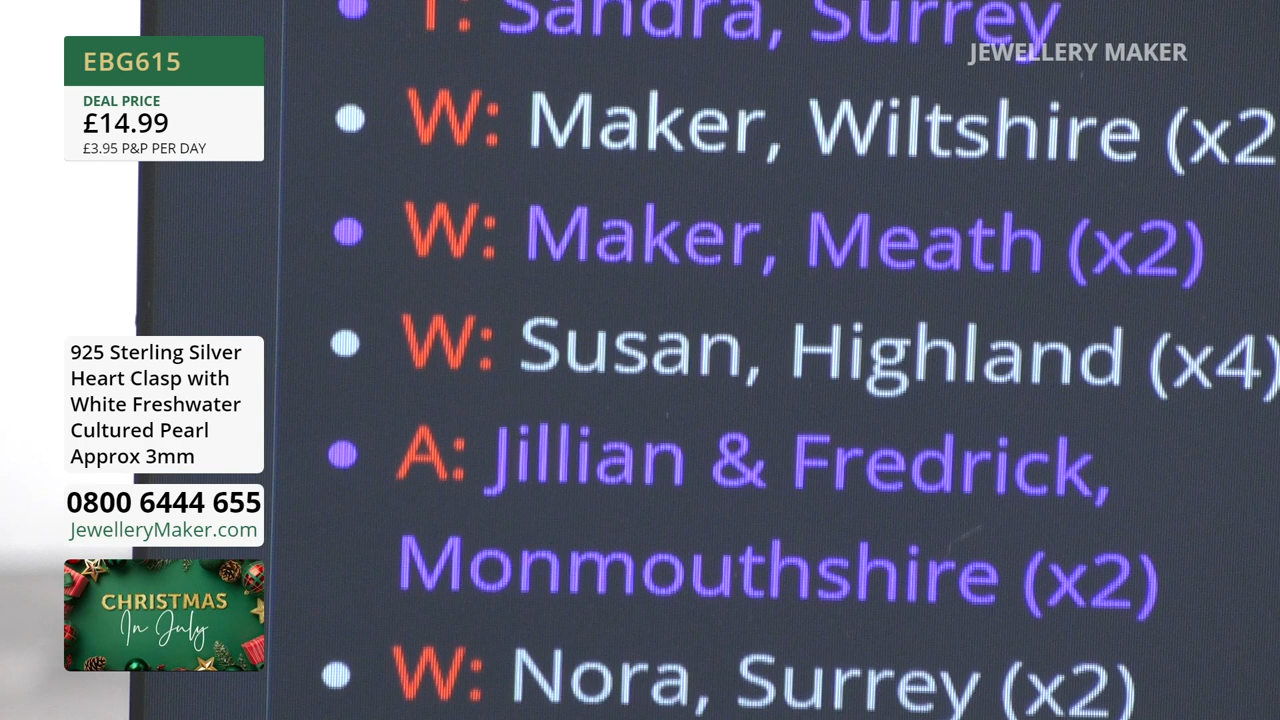 EBG615
DEAL PRICE
£14.99
£3.95 P&P PER DAY
925 Sterling Silver
Heart Clasp with
White Freshwater
Cultured Pearl
Approx 3mm
0800 6444 655
JewelleryMaker.com
CHRISTMAS
In July
JEWELLERY MAKER
T: Sandra, Surrey
W: Maker, Wiltshire (x2
W: Maker, Meath (x2)
W: Susan, Highland (x4)
A: Jillian & Fredrick,
Monmouthshire (x2)
W: Nora, Surrey (x2)